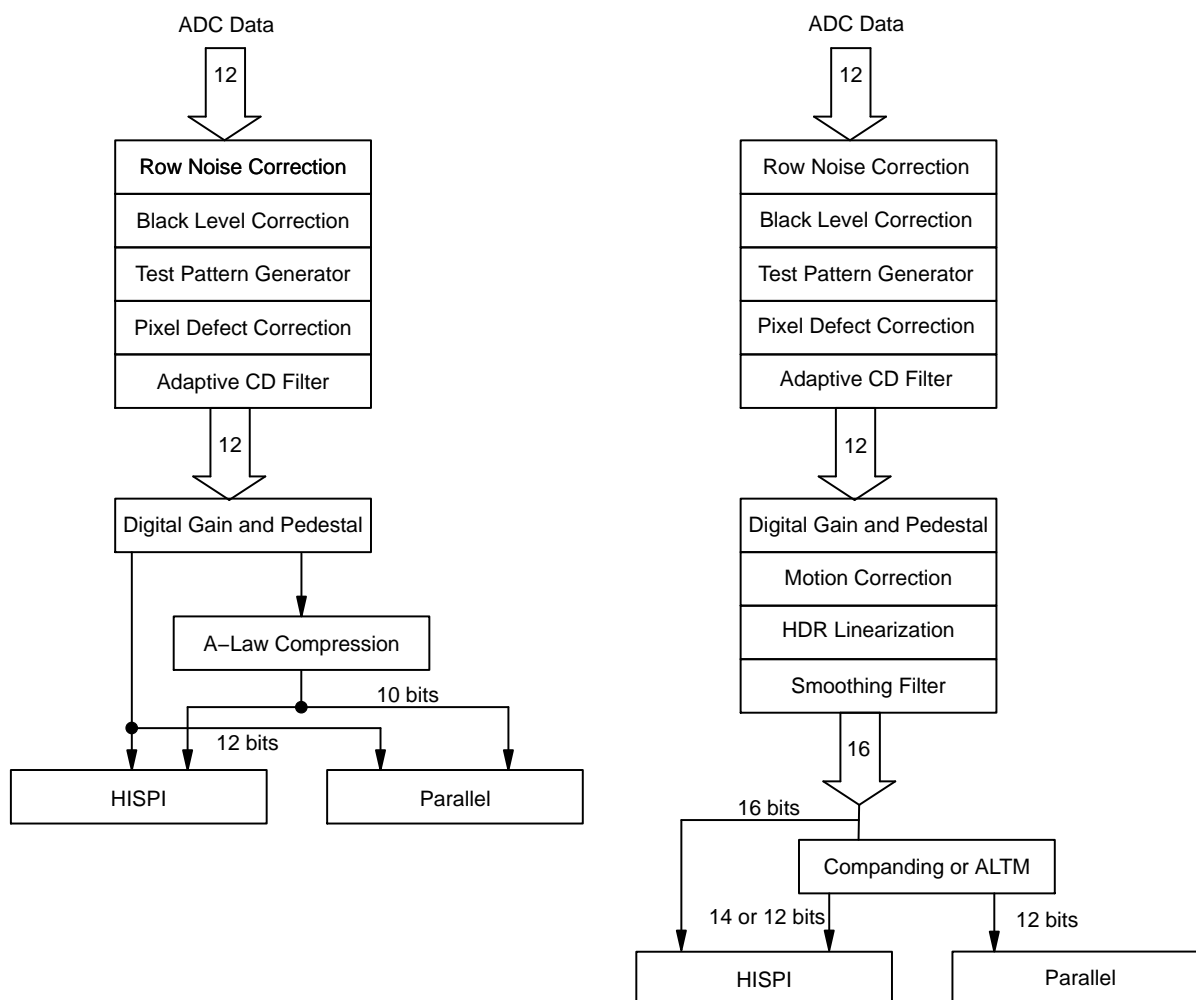 ADC Data
12
Row Noise Correction
Black Level Correction
Test Pattern Generator
Pixel Defect Correction
Adaptive CD Filter
12
Digital Gain and Pedestal
A−Law Compression
10 bits
12 bits
HISPI
Parallel
ADC Data
12
Row Noise Correction
Black Level Correction
Test Pattern Generator
Pixel Defect Correction
Adaptive CD Filter
12
Digital Gain and Pedestal
Motion Correction
HDR Linearization
Smoothing Filter
16
16 bits
Companding or ALTM
14 or 12 bits
12 bits
HISPI
Parallel